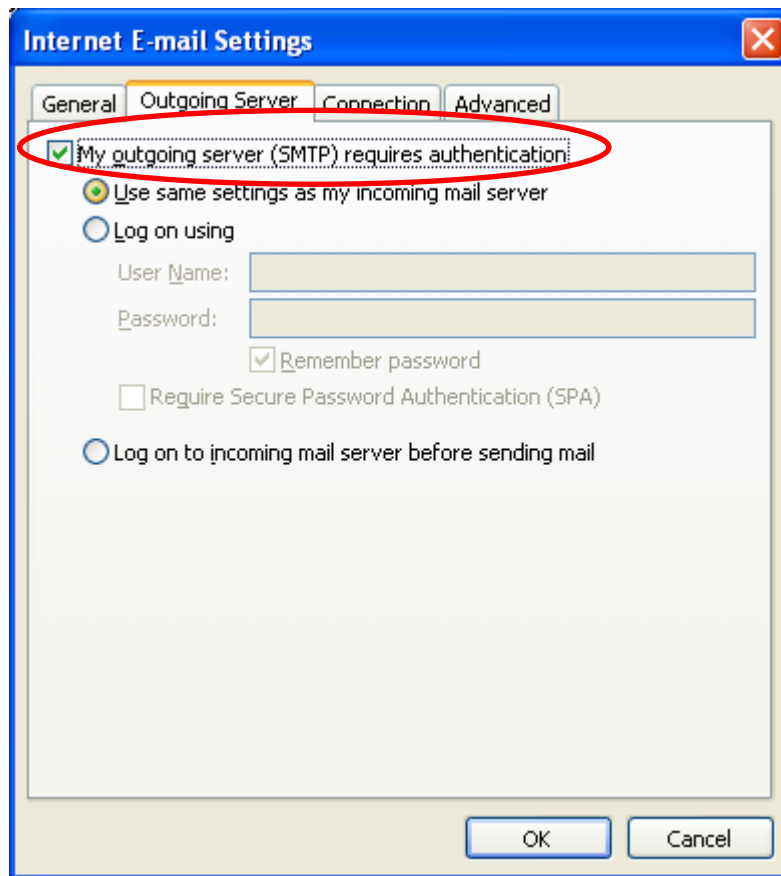 Internet E-mail Settings
General Outgoing Server Connection Advanced
My outgoing server (SMTP) requires authentication
Use same settings as my incoming mail server
Log on using
User Name:
Password:
Remember password
Require Secure Password Authentication (SPA)
Log on to incoming mail server before sending mail
OK Cancel